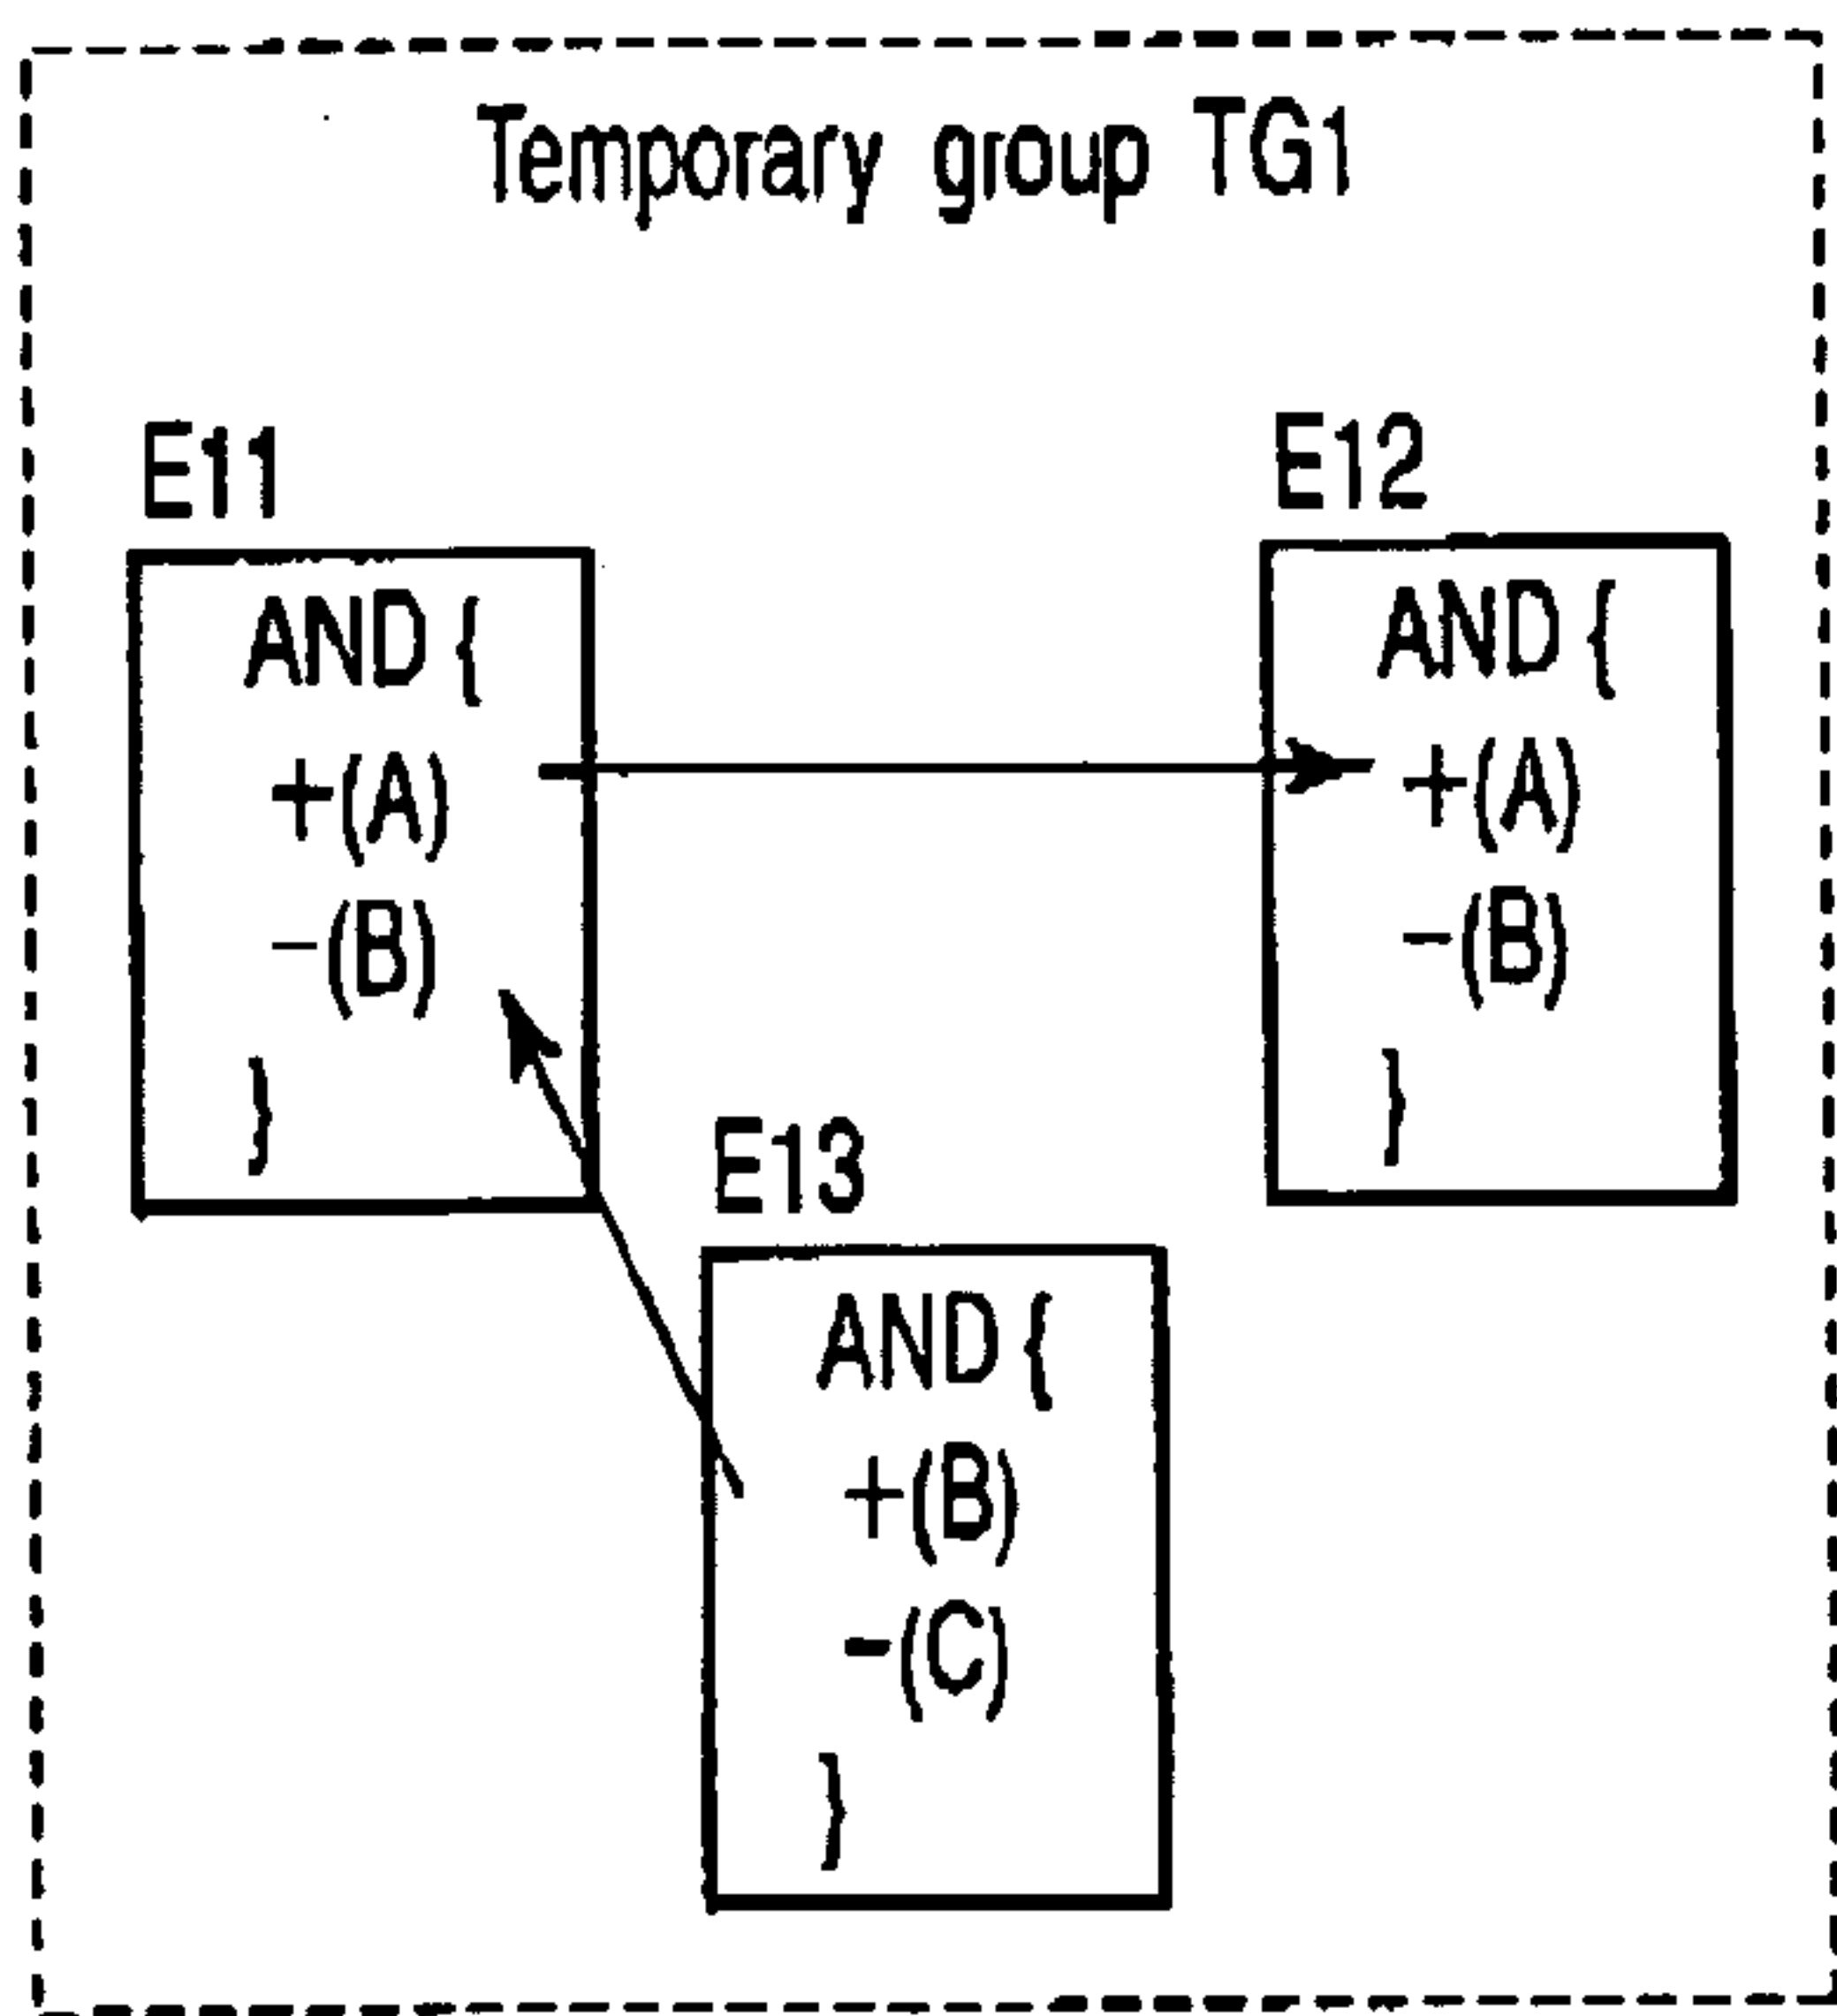 Temporary group TG1
E11
AND {
+(A)
−(B)
}
E12
AND {
+(A)
−(B)
}
E13
AND {
+(B)
−(C)
}